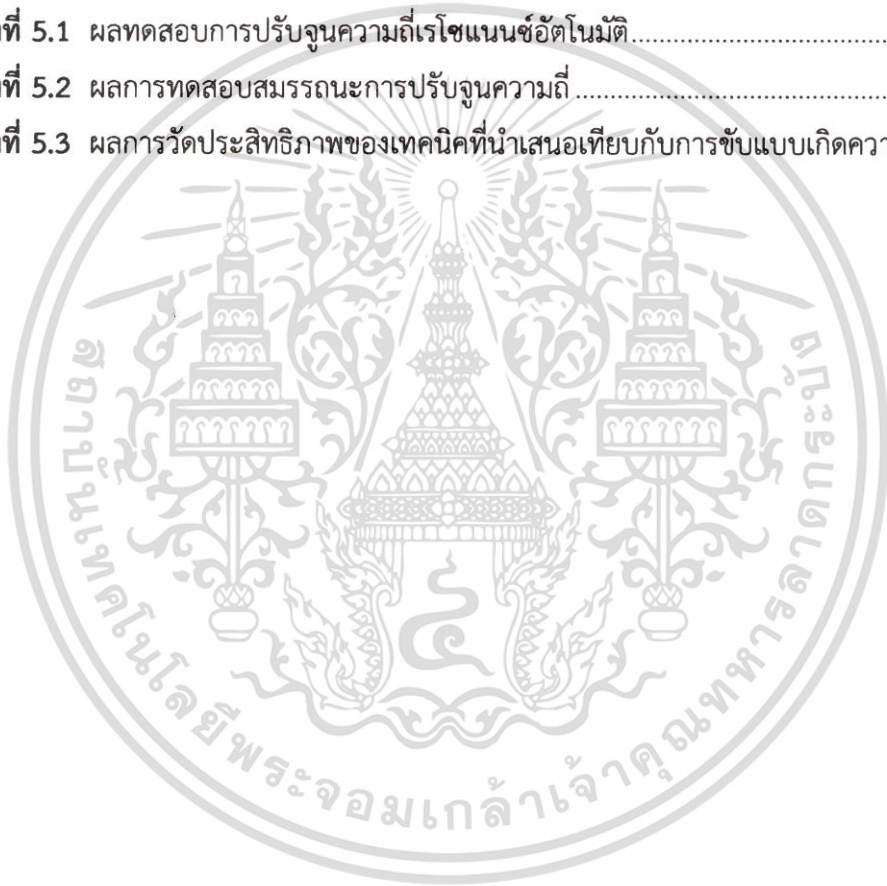 ที่ 5.1 ผลทดสอบการปรับจูนความถี่เรโซแนนซ์อัตโนมัติ
ที่ 5.2 ผลการทดสอบสมรรถนะการปรับจูนความถี่
ที่ 5.3 ผลการวัดประสิทธิภาพของเทคนิคที่นำเสนอเทียบกับการขับแบบเกิดควา
สถาบันเทคโนโลยีพระจอมเกล้าเจ้าคุณทหารลาดกระบัง